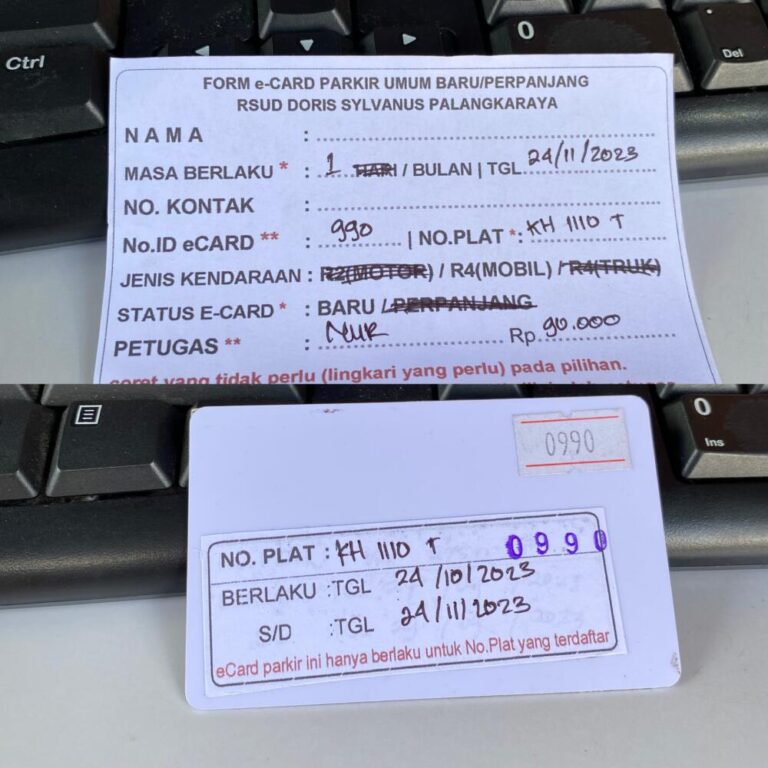 Ctrl
0
Del
FORM e-CARD PARKIR UMUM BARU/PERPANJANG
RSUD DORIS SYLVANUS PALANGKARAYA
NAMA :
MASA BERLAKU * : 1 HARI / BULAN | TGL 24/11/2023
NO. KONTAK :
No.ID eCARD ** : 990 | NO.PLAT * : KH 1110 T
JENIS KENDARAAN : R2(MOTOR) / R4(MOBIL) / R4(TRUK)
STATUS E-CARD * : BARU / PERPANJANG
PETUGAS ** : NUR Rp. 90.000
coret yang tidak perlu (lingkari yang perlu) pada pilihan.
0
Ins
0990
NO. PLAT : KH 1110 T 0990
BERLAKU : TGL 24/10/2023
S/D : TGL 24/11/2023
eCard parkir ini hanya berlaku untuk No.Plat yang terdaftar